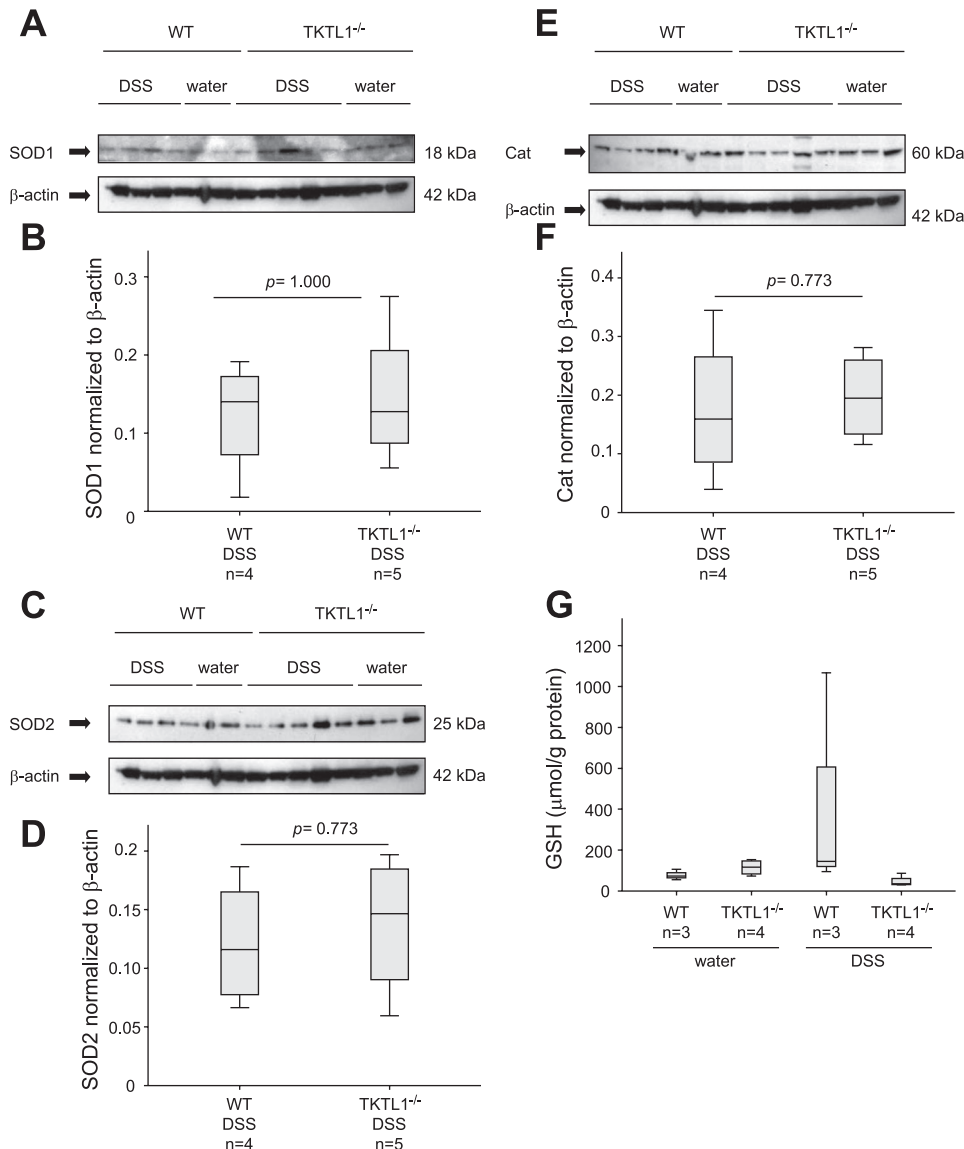 A
WT TKTL1-/-
DSS water DSS water
SOD1 18 kDa
β-actin 42 kDa
B
SOD1 normalized to β-actin
0.3
0.2
0.1
0
p= 1.000
WT TKTL1-/-
DSS DSS
n=4 n=5
C
WT TKTL1-/-
DSS water DSS water
SOD2 25 kDa
β-actin 42 kDa
D
SOD2 normalized to β-actin
0.2
0.15
0.10
0.05
0
p= 0.773
WT TKTL1-/-
DSS DSS
n=4 n=5
E
WT TKTL1-/-
DSS water DSS water
Cat 60 kDa
β-actin 42 kDa
F
Cat normalized to β-actin
0.4
0.3
0.2
0.1
0
p= 0.773
WT TKTL1-/-
DSS DSS
n=4 n=5
G
GSH (μmol/g protein)
1200
1000
800
600
400
200
0
WT TKTL1-/- WT TKTL1-/-
n=3 n=4 n=3 n=4
water DSS